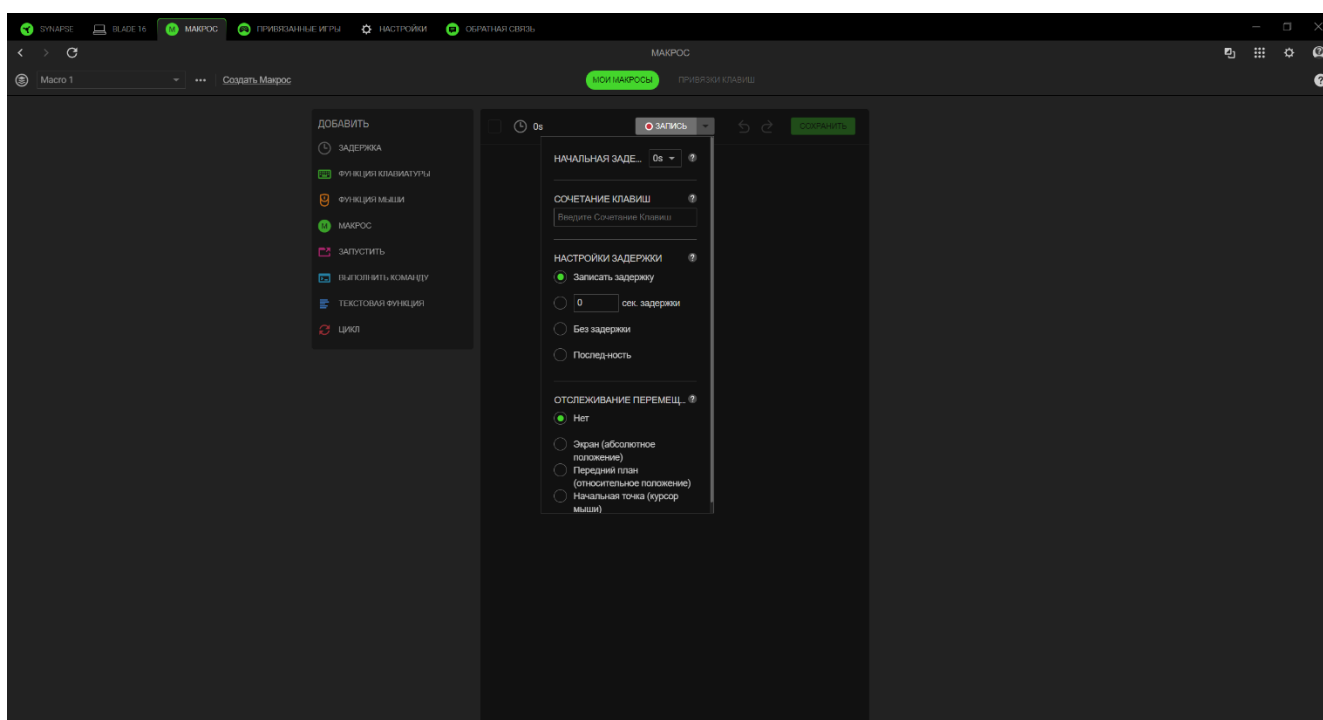 SYNAPSE BLADE 16 МАКРОС ПРИВЯЗАННЫЕ ИГРЫ НАСТРОЙКИ ОБРАТНАЯ СВЯЗЬ
МАКРОС
Macro 1 Создать Макрос МОИ МАКРОСЫ ПРИВЯЗКИ КЛАВИШ
ДОБАВИТЬ
ЗАДЕРЖКА
ФУНКЦИЯ КЛАВИАТУРЫ
ФУНКЦИЯ МЫШИ
МАКРОС
ЗАПУСТИТЬ
ВЫПОЛНИТЬ КОМАНДУ
ТЕКСТОВАЯ ФУНКЦИЯ
ЦИКЛ
0s ЗАПИСЬ СОХРАНИТЬ
НАЧАЛЬНАЯ ЗАДЕ... 0s
СОЧЕТАНИЕ КЛАВИШ
Введите Сочетание Клавиш
НАСТРОЙКИ ЗАДЕРЖКИ
Записать задержку
0 сек. задержки
Без задержки
Послед-ность
ОТСЛЕЖИВАНИЕ ПЕРЕМЕЩ...
Нет
Экран (абсолютное
положение)
Передний план
(относительное положение)
Начальная точка (курсор
мыши)